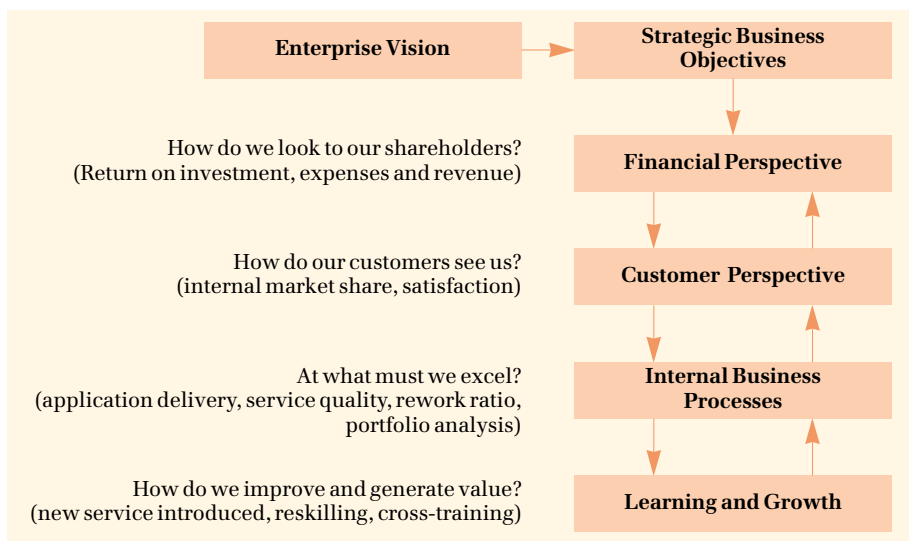 Enterprise Vision
Strategic Business
Objectives
How do we look to our shareholders?
(Return on investment, expenses and revenue)
Financial Perspective
How do our customers see us?
(internal market share, satisfaction)
Customer Perspective
At what must we excel?
(application delivery, service quality, rework ratio,
portfolio analysis)
Internal Business
Processes
How do we improve and generate value?
(new service introduced, reskilling, cross-training)
Learning and Growth